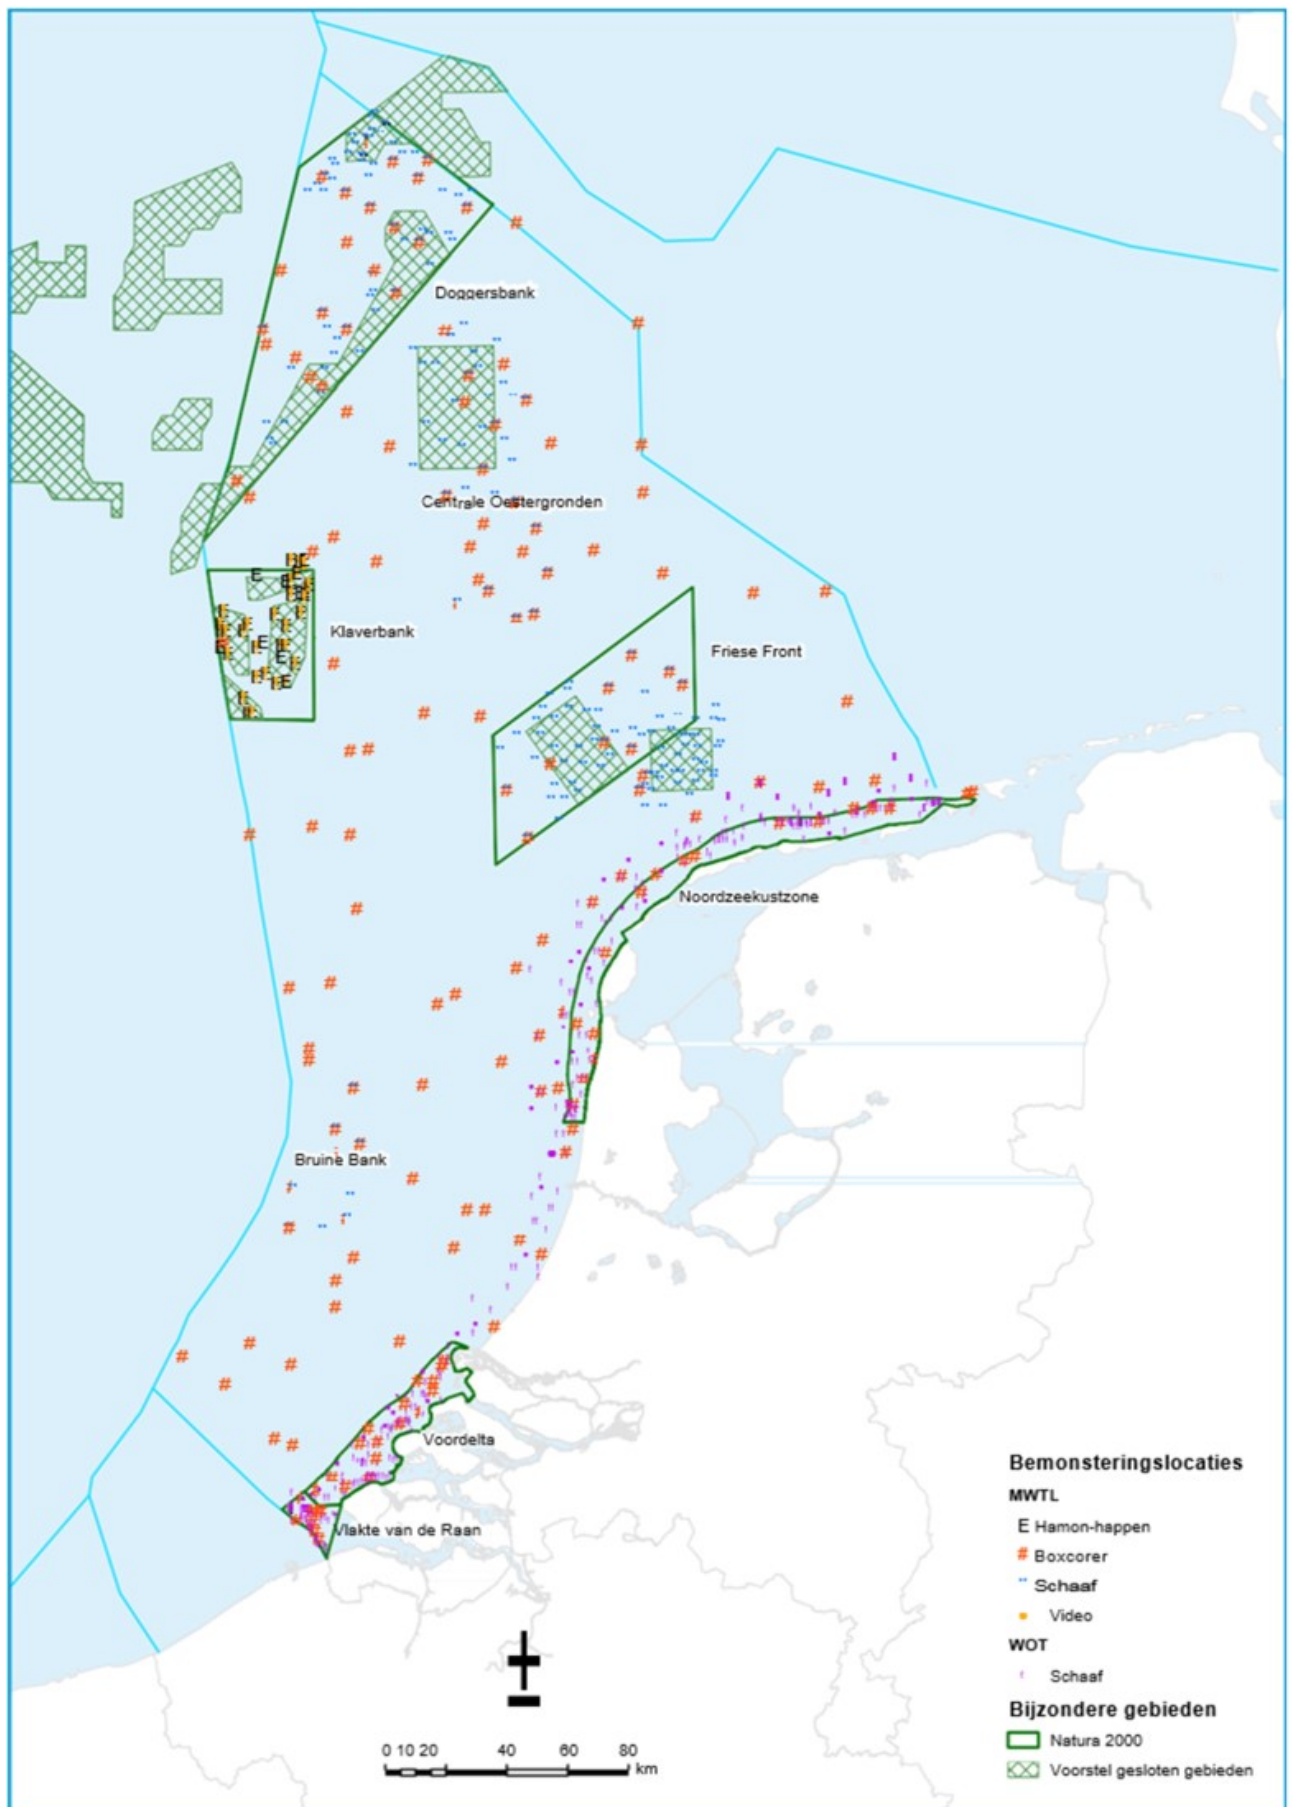 Doggersbank
Centrale Oestergronden
Klaverbank
Friese Front
Noordzeekustzone
Bruine Bank
Voordelta
Vlakte van de Raan
Bemonsteringslocaties
MWTL
E Hamon-happen
# Boxcorer
" Schaaf
Video
WOT
f Schaaf
Bijzondere gebieden
Natura 2000
Voorstel gesloten gebieden
0 10 20 40 60 80
km